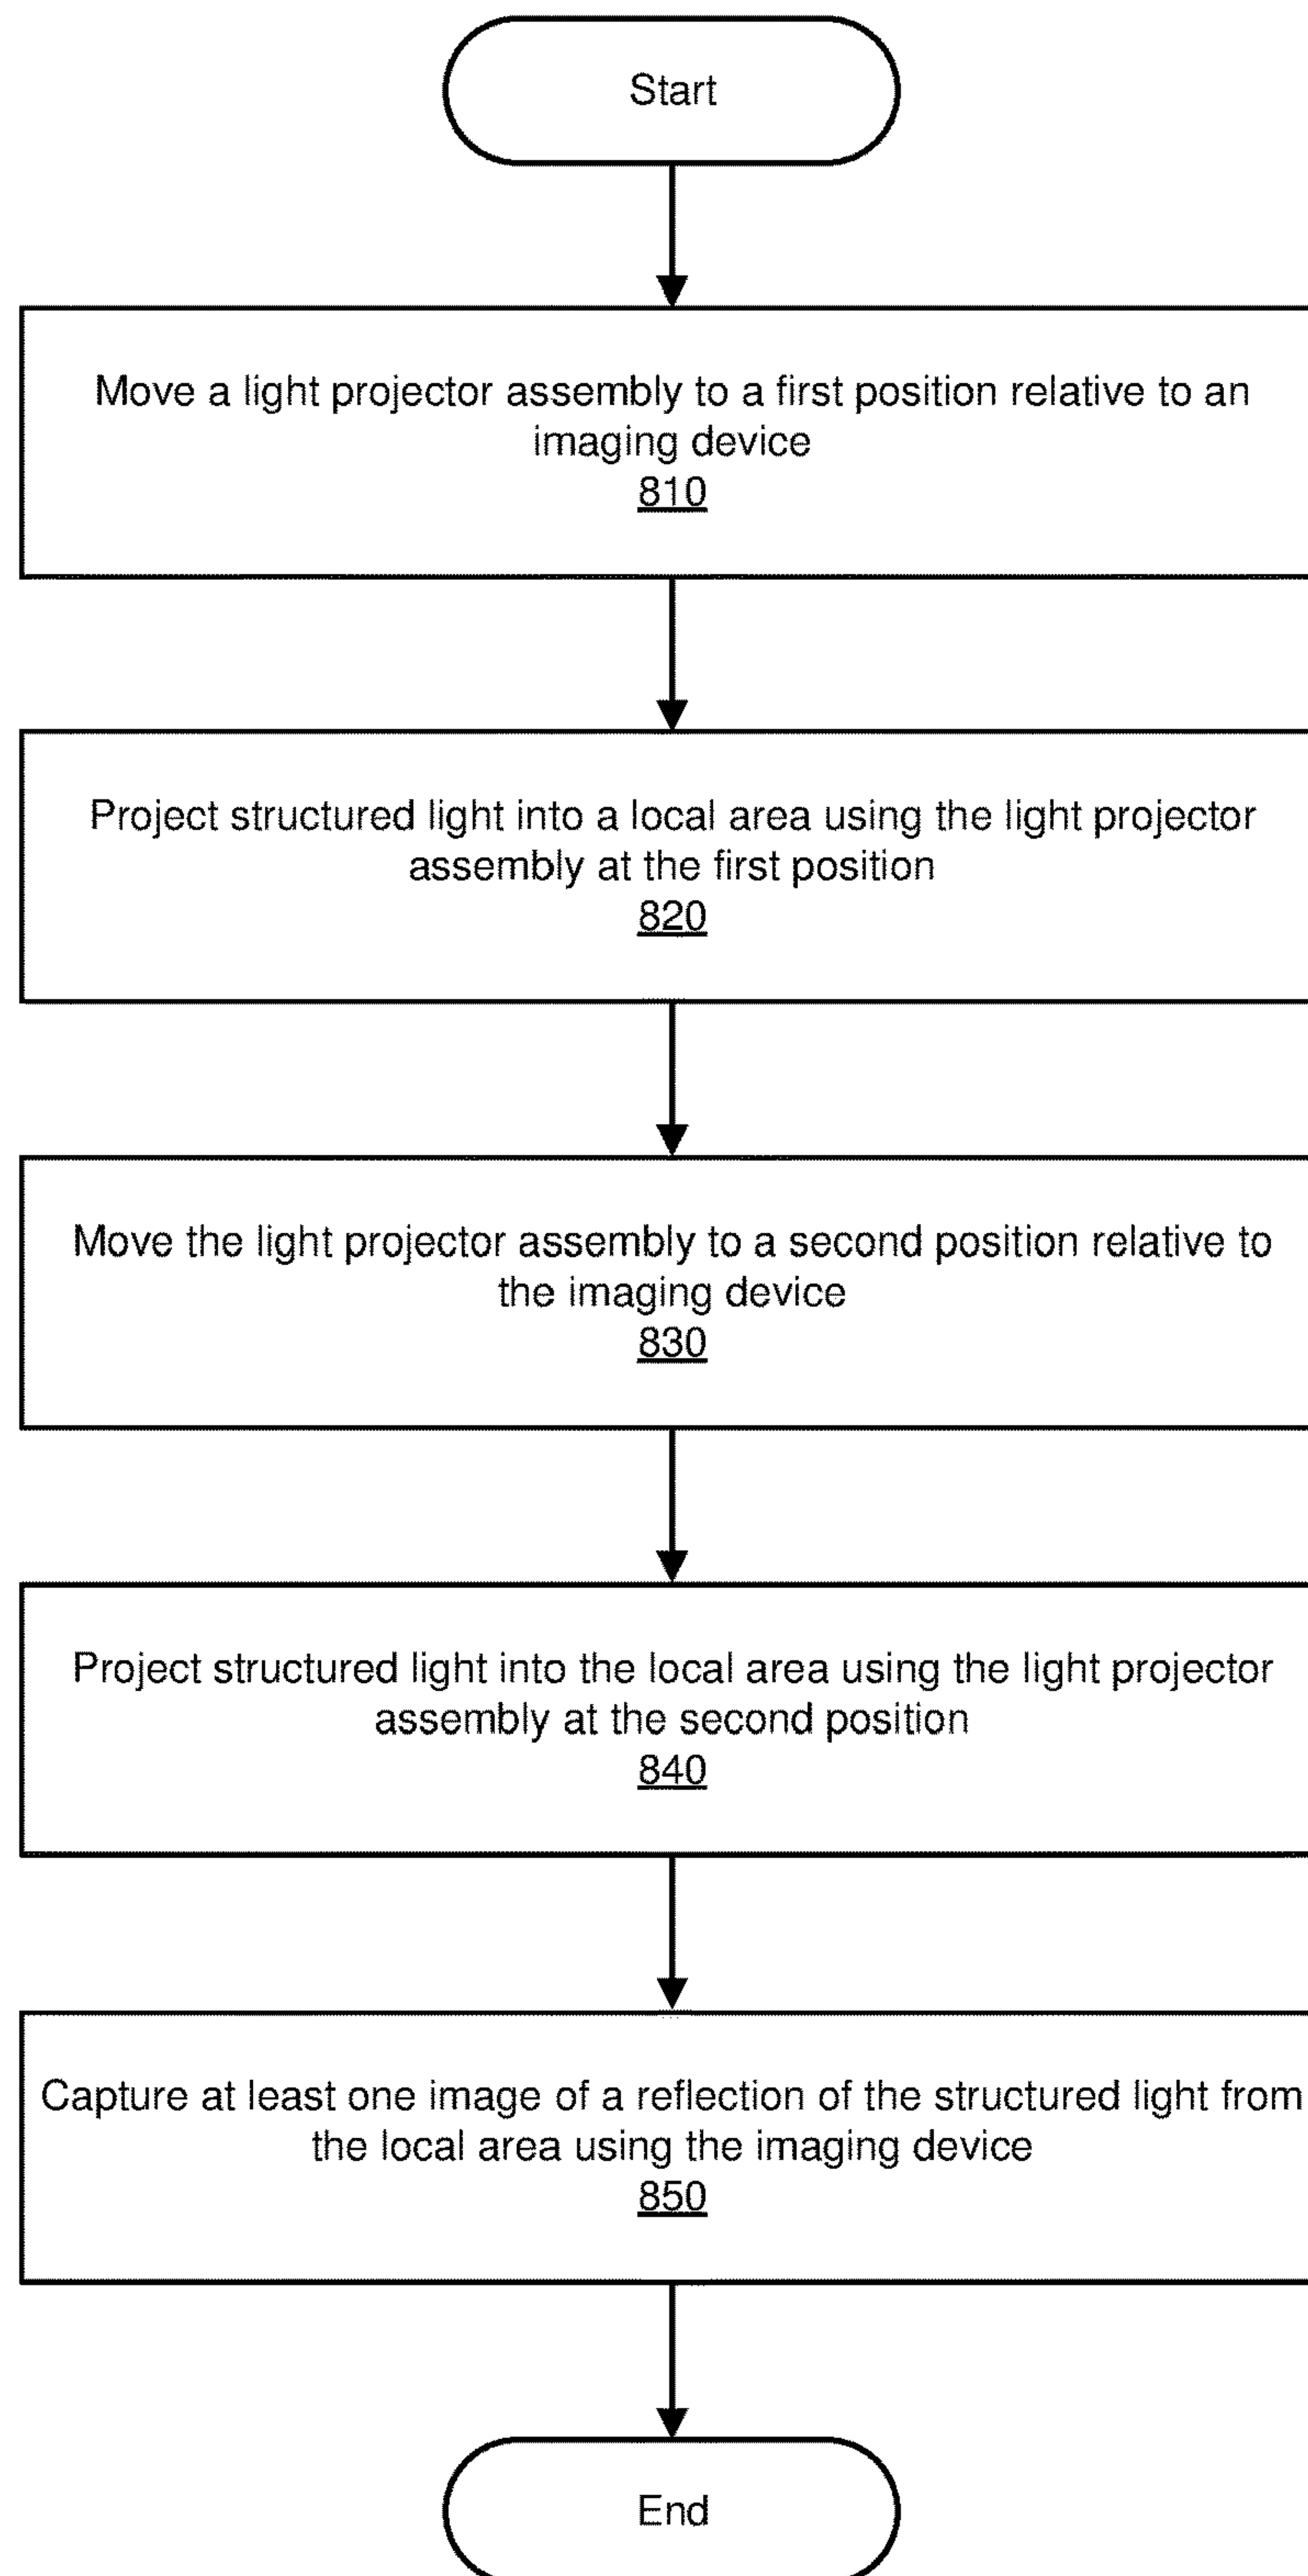 Start
Move a light projector assembly to a first position relative to an
imaging device
810
Project structured light into a local area using the light projector
assembly at the first position
820
Move the light projector assembly to a second position relative to
the imaging device
830
Project structured light into the local area using the light projector
assembly at the second position
840
Capture at least one image of a reflection of the structured light from
the local area using the imaging device
850
End